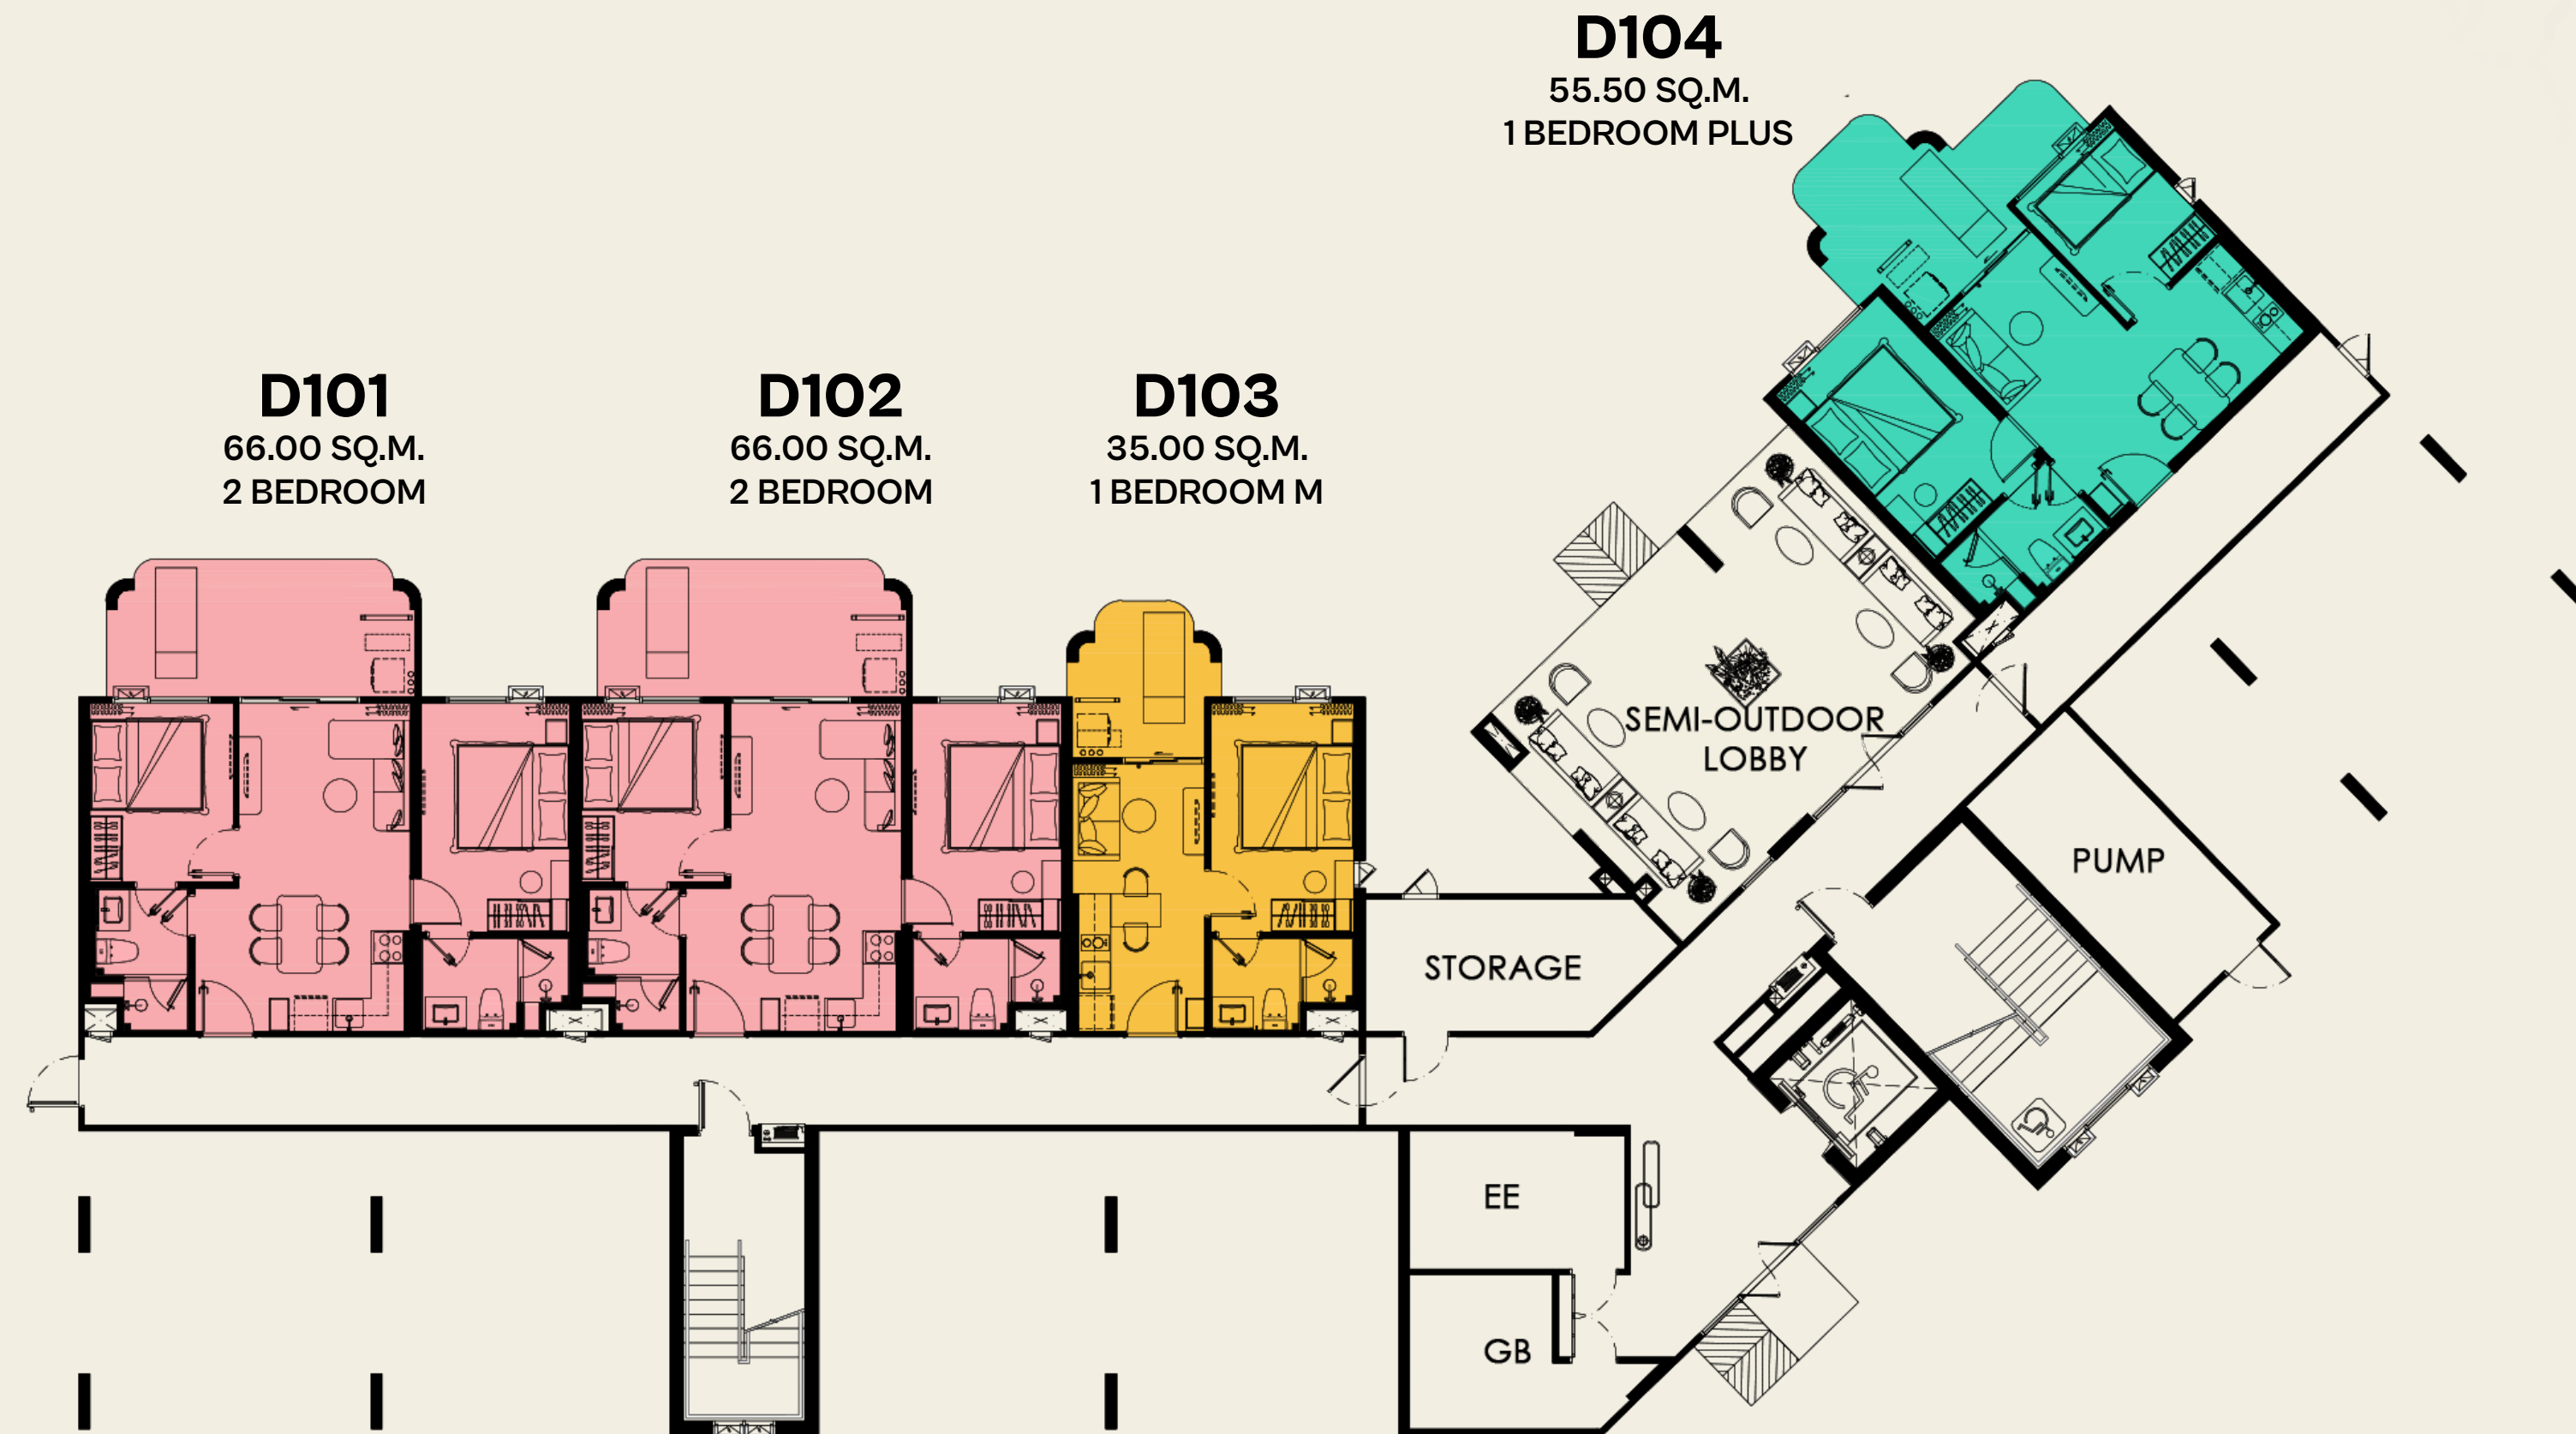 D104
55.50 SQ.M.
1 BEDROOM PLUS
D101
66.00 SQ.M.
2 BEDROOM
D102
66.00 SQ.M.
2 BEDROOM
D103
35.00 SQ.M.
1 BEDROOM M
SEMI-OUTDOOR
LOBBY
PUMP
STORAGE
EE
GB